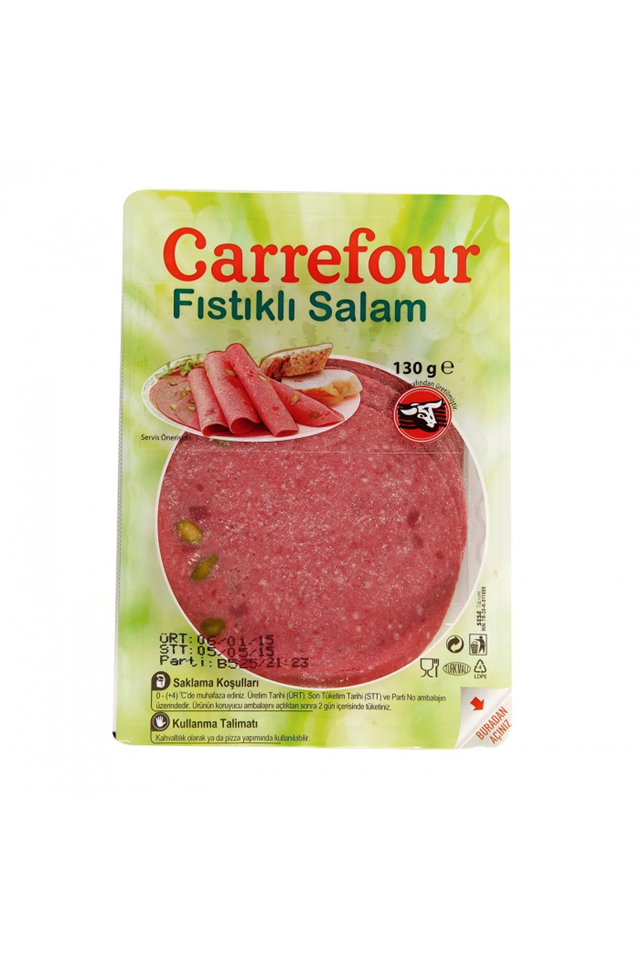 Carrefour
Fıstıklı Salam
130 g ℮
Servis Önerisi
ÜRT: 06/01/15
STT: 05/05/15
Parti: B525/21:23
TÜRK MALI
LDPE
Saklama Koşulları
0 - (+4) °C'de muhafaza ediniz. Üretim Tarihi (ÜRT). Son Tüketim Tarihi (STT) ve Parti No ambalajın
üzerindedir. Ürünün koruyucu ambalajını açtıktan sonra 2 gün içerisinde tüketiniz.
Kullanma Talimatı
Kahvaltılık olarak ya da pizza yapımında kullanılabilir.
BURADAN
AÇINIZ